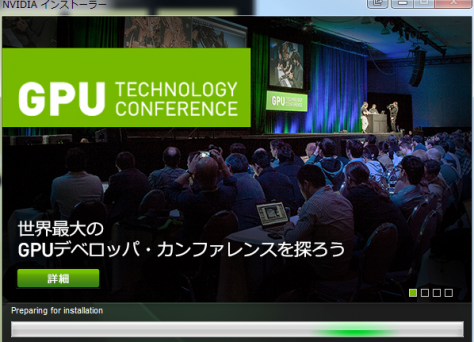 NVIDIA インストーラー
GPU TECHNOLOGY
CONFERENCE
世界最大の
GPUデベロッパ・カンファレンスを探ろう
詳細
Preparing for installation